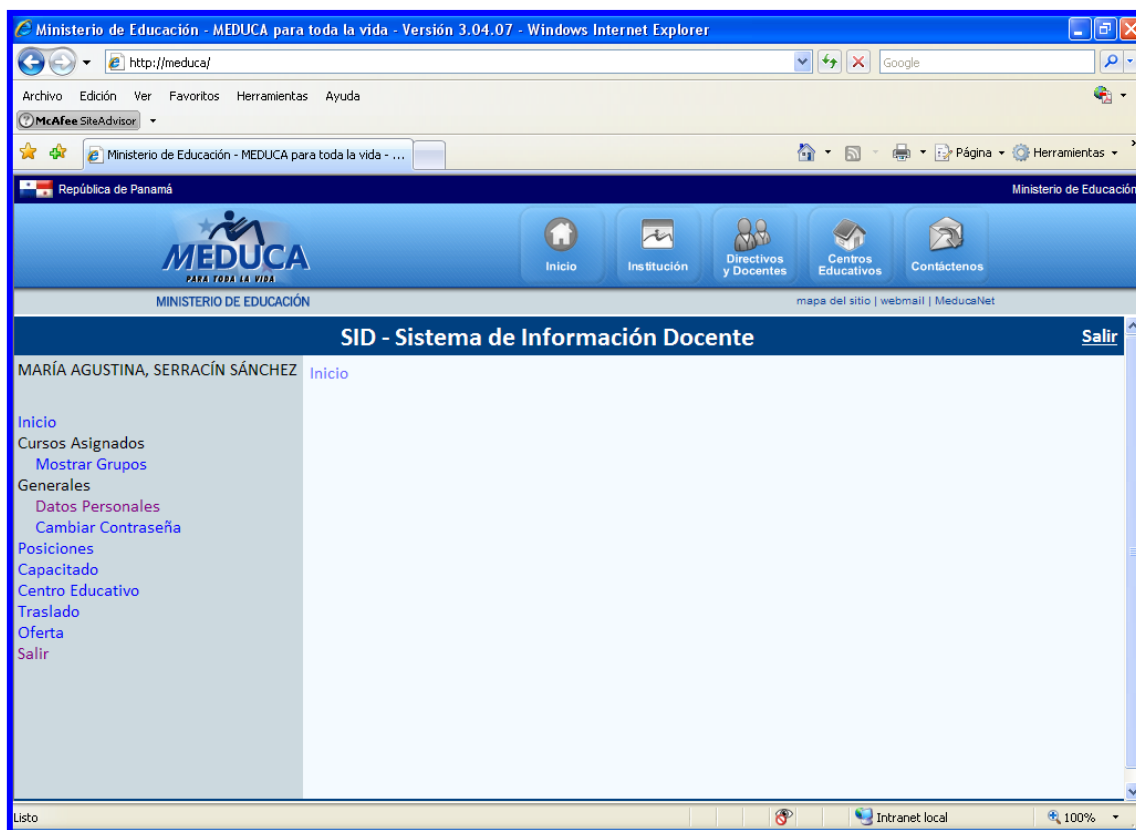 Ministerio de Educación - MEDUCA para toda la vida - Versión 3.04.07 - Windows Internet Explorer
http://meduca/
Google
Archivo Edición Ver Favoritos Herramientas Ayuda
McAfee SiteAdvisor
Ministerio de Educación - MEDUCA para toda la vida - ...
Página Herramientas
República de Panamá Ministerio de Educación
MEDUCA
PARA TODA LA VIDA
Inicio
Institución
Directivos y Docentes
Centros Educativos
Contáctenos
MINISTERIO DE EDUCACIÓN
mapa del sitio | webmail | MeducaNet
SID - Sistema de Información Docente
Salir
MARÍA AGUSTINA, SERRACÍN SÁNCHEZ
Inicio
Inicio
Cursos Asignados
Mostrar Grupos
Generales
Datos Personales
Cambiar Contraseña
Posiciones
Capacitado
Centro Educativo
Traslado
Oferta
Salir
Listo
Intranet local
100%